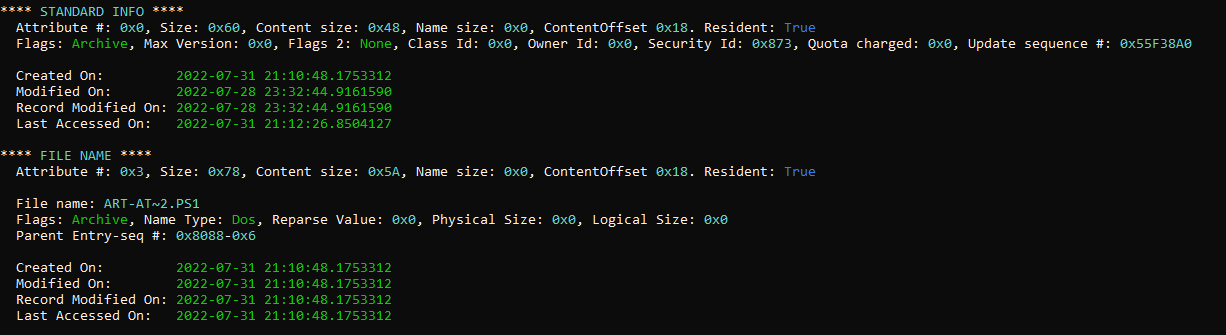 **** STANDARD INFO ****
Attribute #: 0x0, Size: 0x60, Content size: 0x48, Name size: 0x0, ContentOffset 0x18. Resident: True
Flags: Archive, Max Version: 0x0, Flags 2: None, Class Id: 0x0, Owner Id: 0x0, Security Id: 0x873, Quota charged: 0x0, Update sequence #: 0x55F38A0
Created On: 2022-07-31 21:10:48.1753312
Modified On: 2022-07-28 23:32:44.9161590
Record Modified On: 2022-07-28 23:32:44.9161590
Last Accessed On: 2022-07-31 21:12:26.8504127
**** FILE NAME ****
Attribute #: 0x3, Size: 0x78, Content size: 0x5A, Name size: 0x0, ContentOffset 0x18. Resident: True
File name: ART-AT~2.PS1
Flags: Archive, Name Type: Dos, Reparse Value: 0x0, Physical Size: 0x0, Logical Size: 0x0
Parent Entry-seq #: 0x8088-0x6
Created On: 2022-07-31 21:10:48.1753312
Modified On: 2022-07-31 21:10:48.1753312
Record Modified On: 2022-07-31 21:10:48.1753312
Last Accessed On: 2022-07-31 21:10:48.1753312